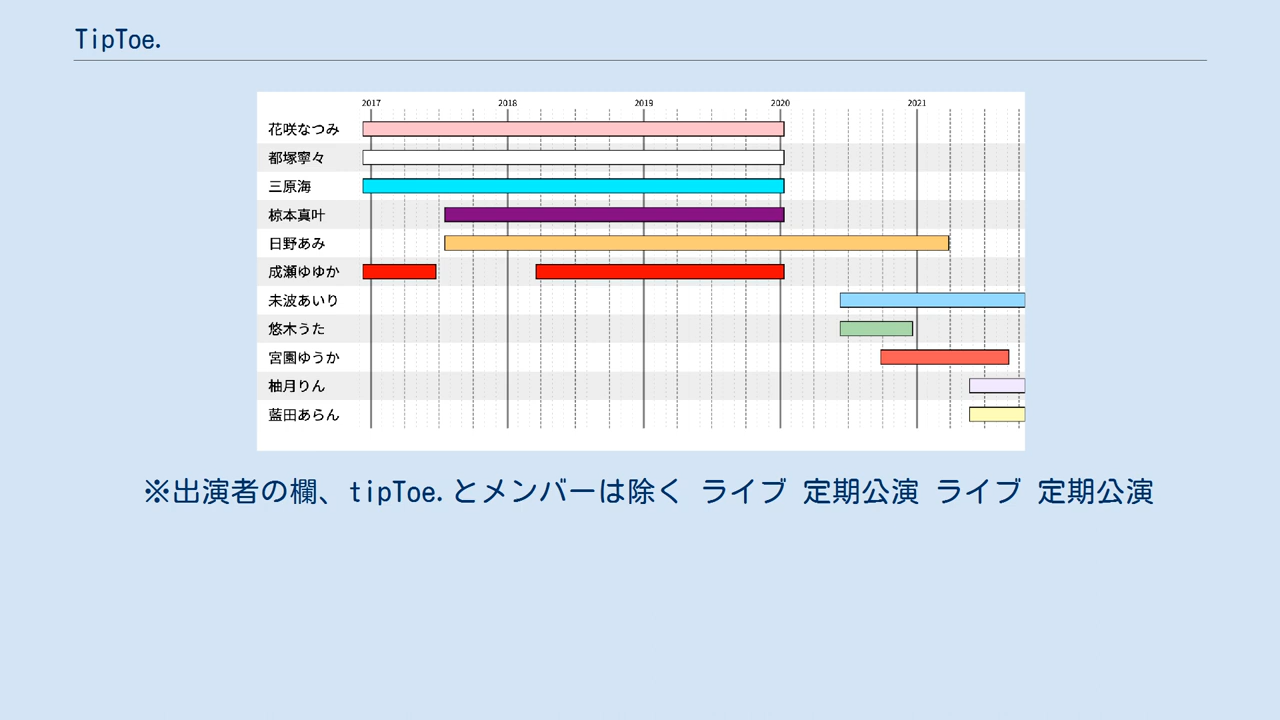 TipToe.
2017 2018 2019 2020 2021
花咲なつみ
都塚寧々
三原海
椋本真叶
日野あみ
成瀬ゆゆか
未波あいり
悠木うた
宮園ゆうか
柚月りん
藍田あらん
※出演者の欄、tipToe.とメンバーは除く ライブ 定期公演 ライブ 定期公演